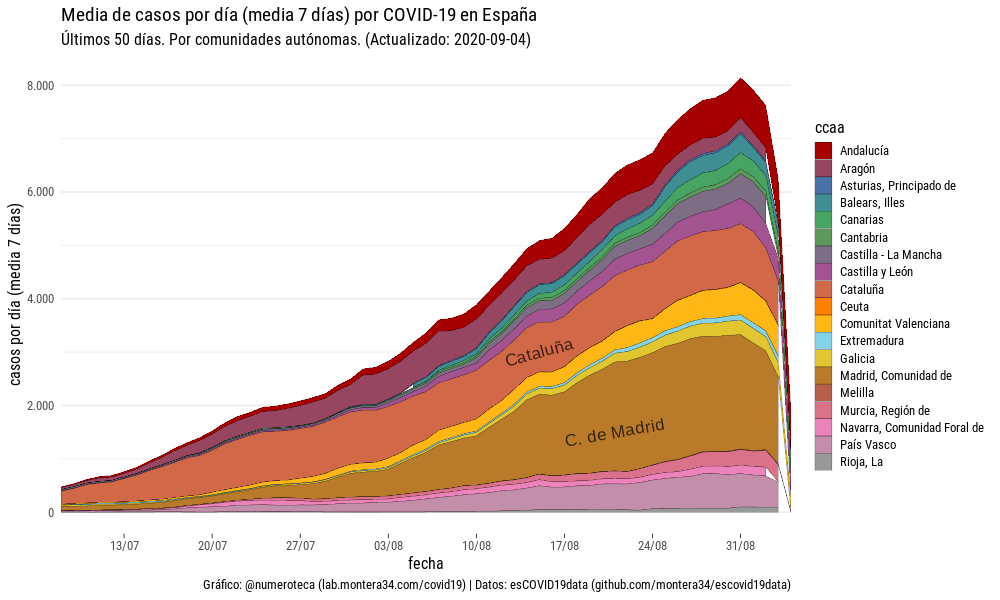 Media de casos por día (media 7 días) por COVID-19 en España
Últimos 50 días. Por comunidades autónomas. (Actualizado: 2020-09-04)
casos por día (media 7 días)
8.000
6.000
4.000
2.000
0
Cataluña
C. de Madrid
13/07
20/07
27/07
03/08
10/08
17/08
24/08
31/08
fecha
ccaa
Andalucía
Aragón
Asturias, Principado de
Balears, Illes
Canarias
Cantabria
Castilla - La Mancha
Castilla y León
Cataluña
Ceuta
Comunitat Valenciana
Extremadura
Galicia
Madrid, Comunidad de
Melilla
Murcia, Región de
Navarra, Comunidad Foral de
País Vasco
Rioja, La
Gráfico: @numeroteca (lab.montera34.com/covid19) | Datos: esCOVID19data (github.com/montera34/escovid19data)